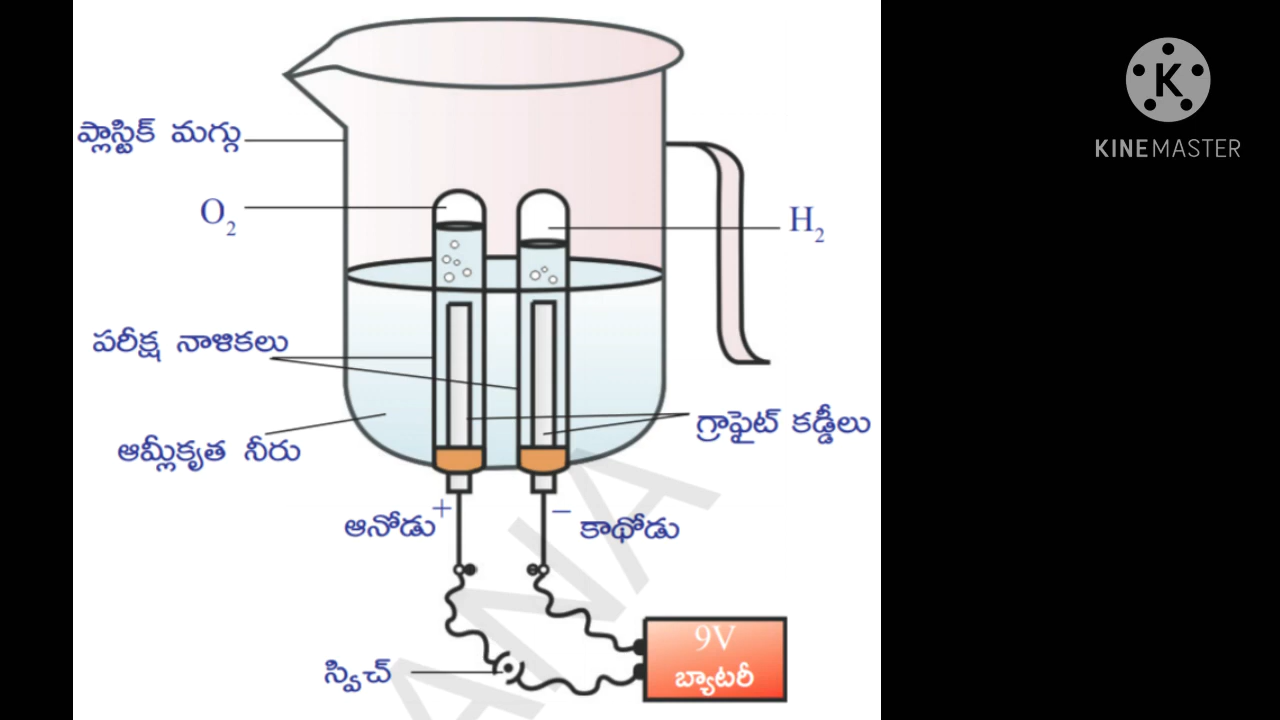 KINEMASTER
ప్లాస్టిక్ మగ్గు
O2
H2
పరీక్ష నాళికలు
గ్రాఫైట్ కడ్డీలు
ఆమ్లీకృత నీరు
+ −
ఆనోడు కాథోడు
9V
బ్యాటరీ
స్విచ్